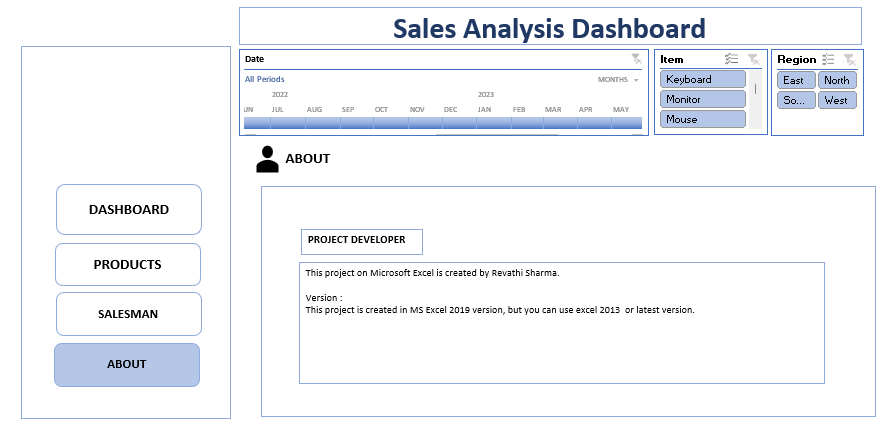 Sales Analysis Dashboard
Date
All Periods
MONTHS
2022
2023
UN JUL AUG SEP OCT NOV DEC JAN FEB MAR APR MAY
Item
Keyboard
Monitor
Mouse
Region
East North
So... West
ABOUT
DASHBOARD
PRODUCTS
SALESMAN
ABOUT
PROJECT DEVELOPER
This project on Microsoft Excel is created by Revathi Sharma.
Version :
This project is created in MS Excel 2019 version, but you can use excel 2013 or latest version.